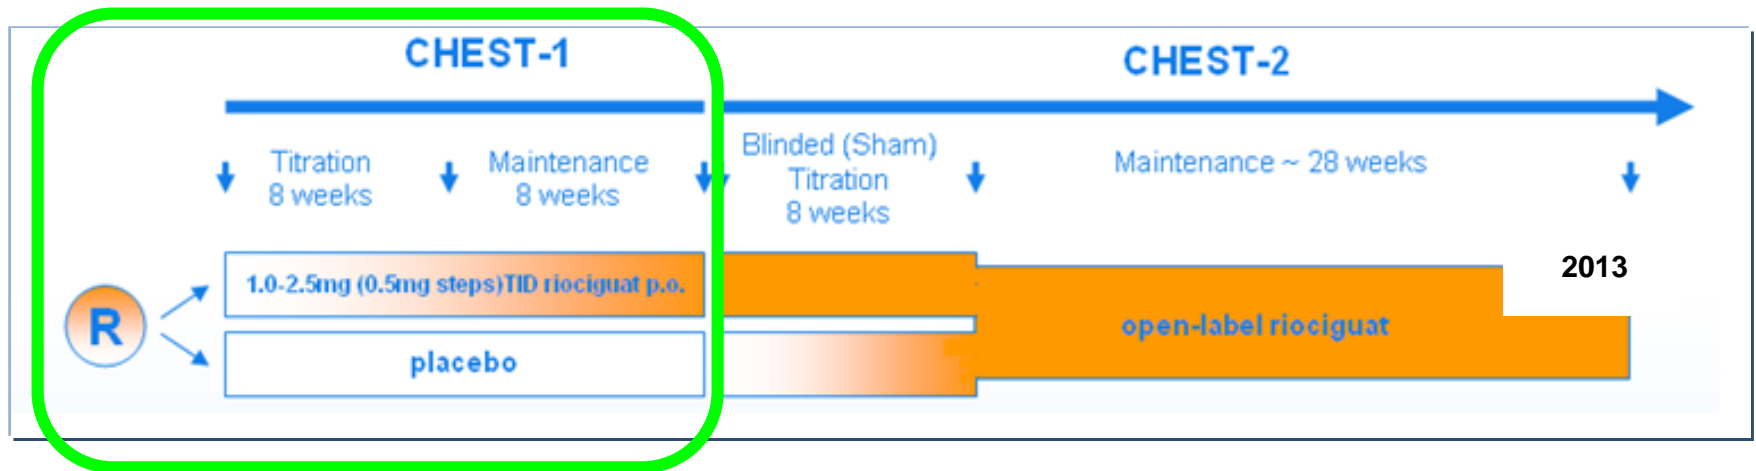 CHEST-1
CHEST-2
Titration
8 weeks
Maintenance
8 weeks
Blinded (Sham)
Titration
8 weeks
Maintenance ~ 28 weeks
R
1.0-2.5mg (0.5mg steps)TID riociguat p.o.
placebo
open-label riociguat
2013